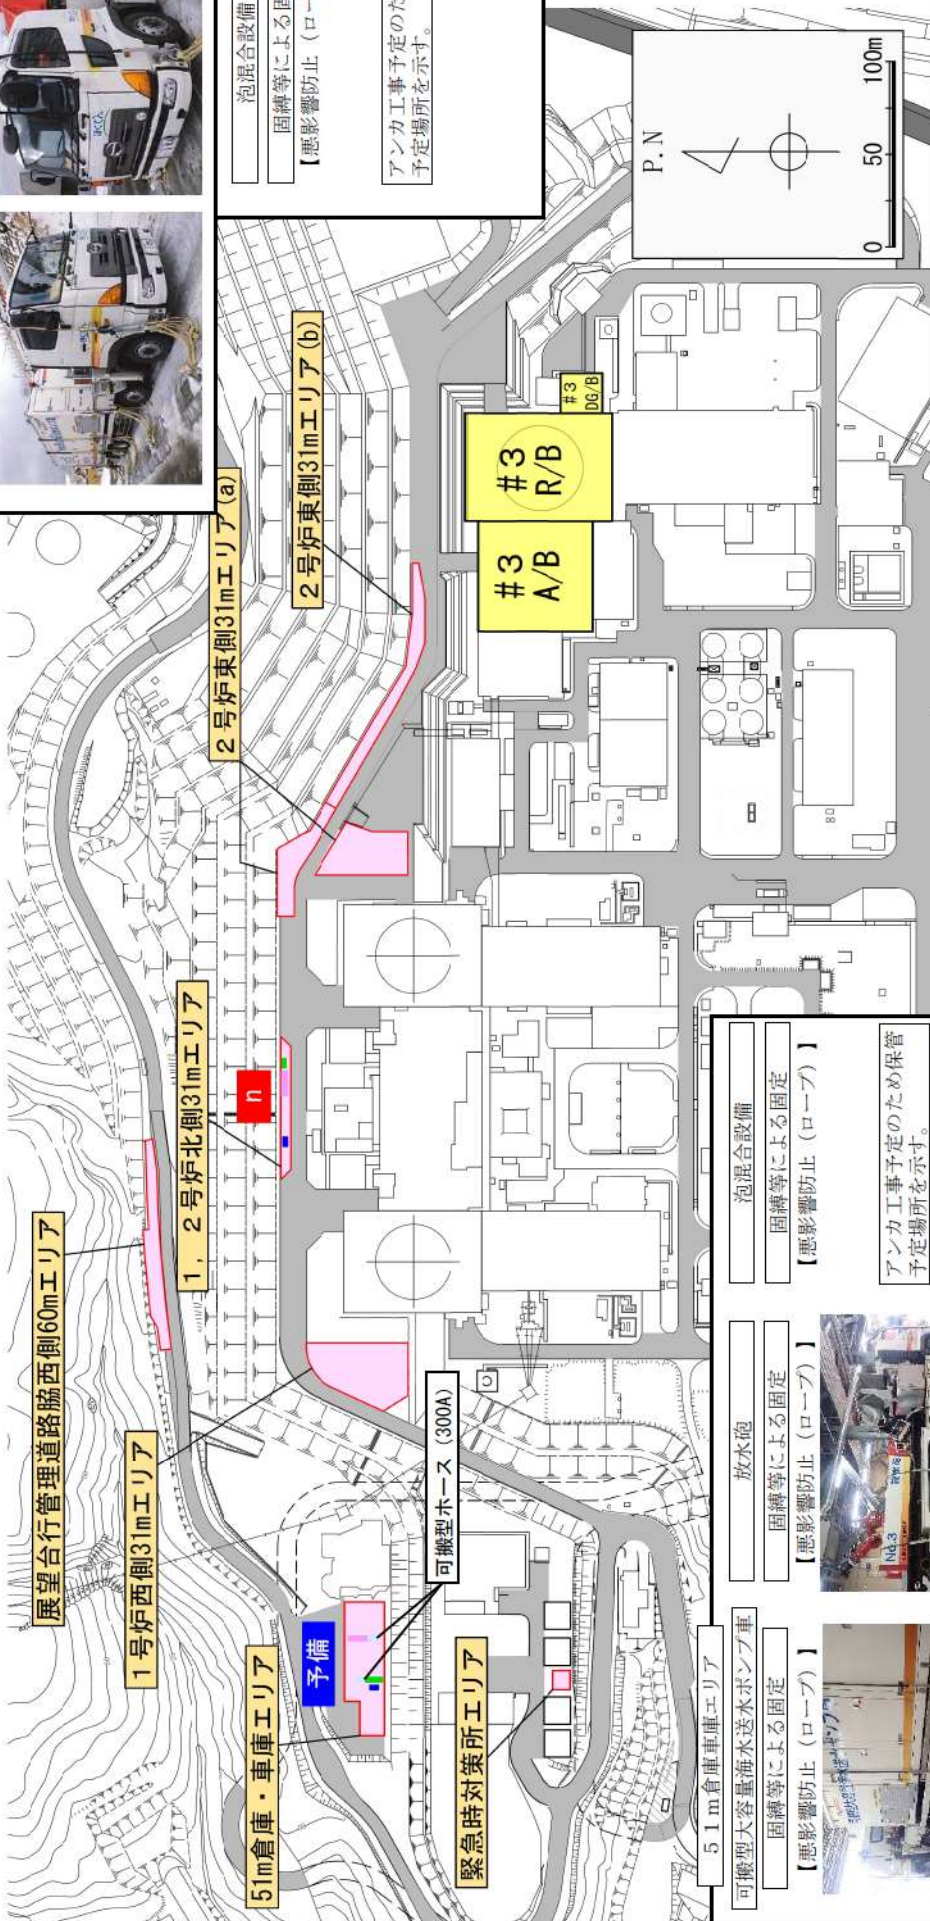 泡混合設備
固縛等による固
【悪影響防止（ロー
アンカ工事予定のた
予定場所を示す。
P.N
0 50 100m
展望台行管理道路脇西側60mエリア
1号炉西側31mエリア
51m倉庫・車庫エリア
予備
緊急時対策所エリア
可搬型ホース（300A）
1，2号炉北側31mエリア
n
2号炉東側31mエリア(a)
2号炉東側31mエリア(b)
#3
A/B
#3
R/B
#3
DG/B
51m倉庫車庫エリア
可搬型大容量海水送水ポンプ車
固縛等による固定
【悪影響防止（ロープ）】
放水砲
固縛等による固定
【悪影響防止（ロープ）】
No.3
泡混合設備
固縛等による固定
【悪影響防止（ロープ）】
アンカ工事予定のため保管
予定場所を示す。